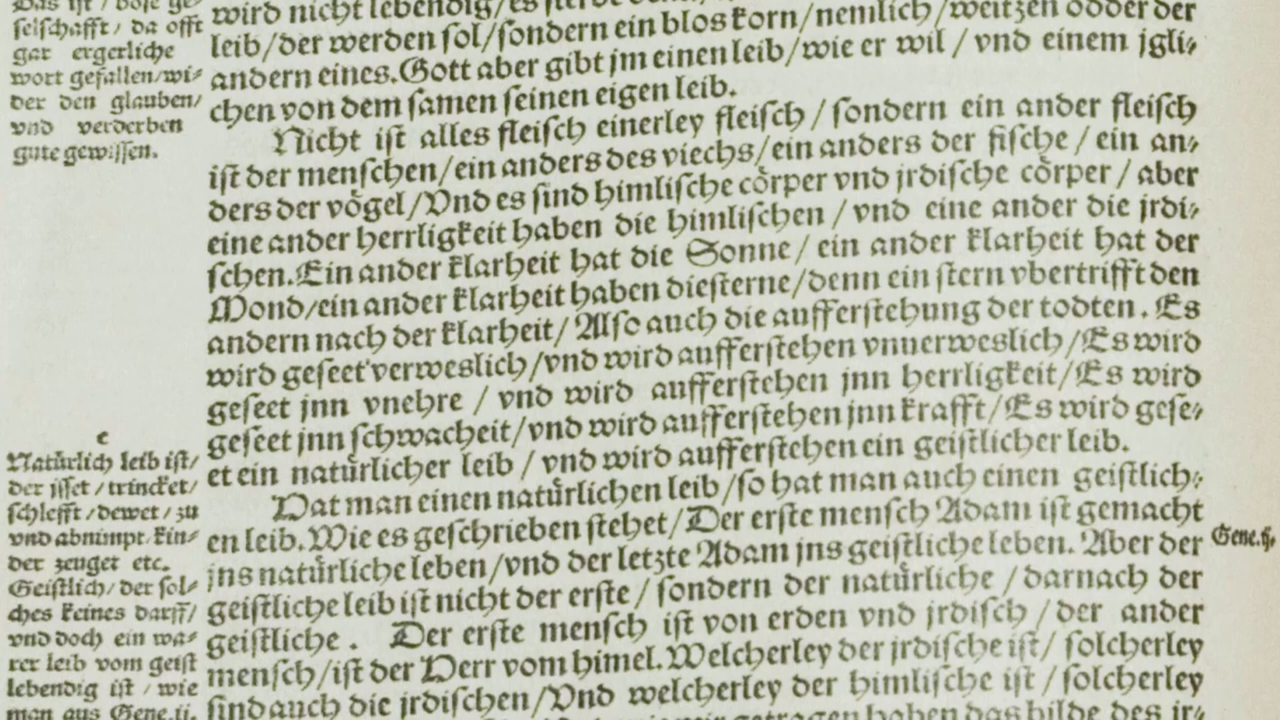 Das ist / böse ge-
selschafft / da offt
gar ergerliche
wort gefallen / wi-
der den glauben /
vnd verderben
gute gewissen.
e
Natürlich leib ist /
der isset / trincket /
schlefft / dewet / zu
vnd abnimpt. kin-
der zeuget etc.
Geistlich / der sol-
ches keines darff /
vnd doch ein wa-
rer leib vom geist
lebendig ist / wie
man aus Gene. ij.
wird nicht lebendig / es sterbe
leib / der werden sol / sondern ein blos korn / nemlich / weitzen odder der
andern eines. Gott aber gibt jm einen leib / wie er wil / vnd einem jgli-
chen von dem samen seinen eigen leib.
Nicht ist alles fleisch einerley fleisch / sondern ein ander fleisch
ist der menschen / ein anders des viechs / ein anders der fische / ein an-
ders der vögel / Vnd es sind himlische cörper vnd jrdische cörper / aber
eine ander herrligkeit haben die himlischen / vnd eine ander die jrdi-
schen. Ein ander klarheit hat die Sonne / ein ander klarheit hat der
Mond / ein ander klarheit haben die sterne / denn ein stern vbertrifft den
andern nach der klarheit / Also auch die aufferstehung der todten. Es
wird geseet verweslich / vnd wird aufferstehen vnuerweslich / Es wird
geseet jnn vnehre / vnd wird aufferstehen jnn herrligkeit / Es wird
geseet jnn schwacheit / vnd wird aufferstehen jnn krafft / Es wird gese-
et ein natürlicher leib / vnd wird aufferstehen ein geistlicher leib.
Hat man einen natürlichen leib / so hat man auch einen geistlich-
en leib. Wie es geschrieben stehet / Der erste mensch Adam ist gemacht
jns natürliche leben / vnd der letzte Adam jns geistliche leben. Aber der
geistliche leib ist nicht der erste / sondern der natürliche / darnach der
geistliche. Der erste mensch ist von erden vnd jrdisch / der ander
mensch / ist der Herr vom himel. Welcherley der jrdische ist / solcherley
sind auch die jrdischen / Vnd welcherley der himlische ist / solcherley
getragen haben das bilde des jr-
Gene. ij.